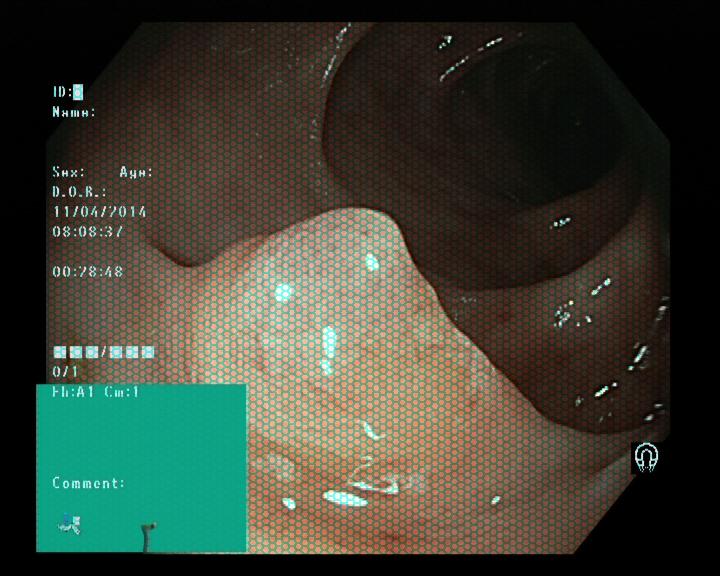 ID:
Name:
Sex: Age:
D.O.R.:
11/04/2014
08:08:37
00:28:48
/
0/1
Eh:A1 Cm:1
Comment: